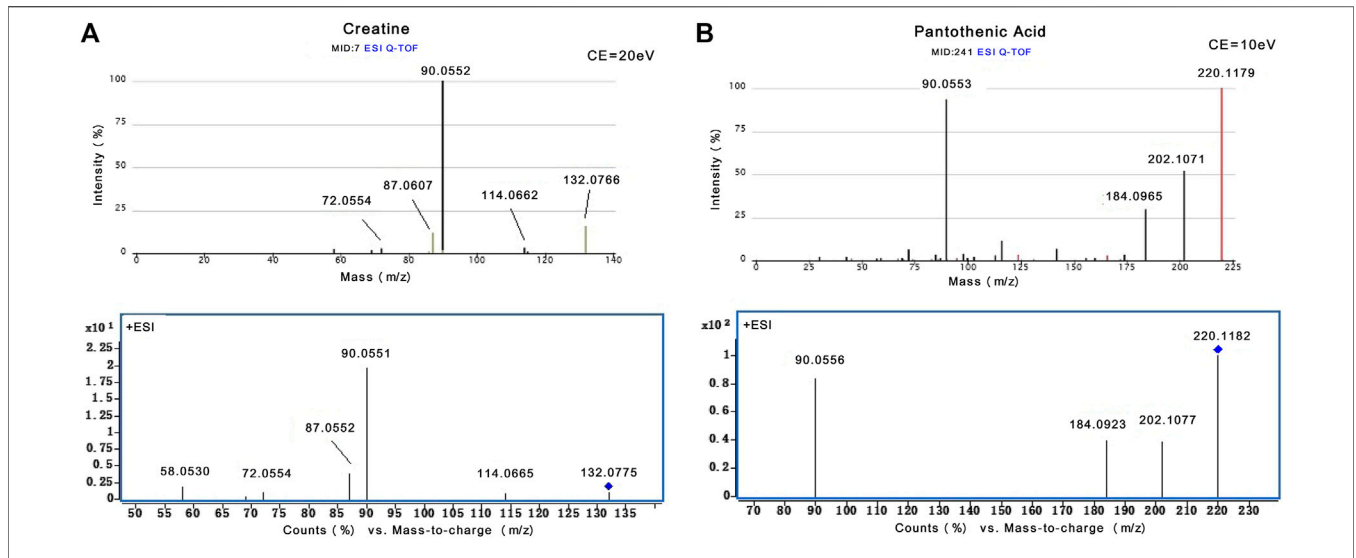 A
Creatine
MID:7 ESI Q-TOF
CE=20eV
90.0552
100
75
50
25
0
Intensity ( % )
72.0554
87.0607
114.0662
132.0766
0 20 40 60 80 100 120 140
Mass ( m/z )
B
Pantothenic Acid
MID:241 ESI Q-TOF
CE=10eV
220.1179
90.0553
100
75
50
25
0
Intensity ( % )
202.1071
184.0965
0 25 50 75 100 125 150 175 200 225
Mass ( m/z )
x10 1
+ESI
2.25
2
1.75
1.5
1.25
1
0.75
0.5
0.25
0
90.0551
87.0552
58.0530
72.0554
114.0665
132.0775
50 55 60 65 70 75 80 85 90 95 100 105 110 115 120 125 130 135
Counts ( % ) vs. Mass-to-charge ( m/z )
x10 2
+ESI
1
0.8
0.6
0.4
0.2
0
220.1182
90.0556
184.0923
202.1077
70 80 90 100 110 120 130 140 150 160 170 180 190 200 210 220 230
Counts ( % ) vs. Mass-to-charge ( m/z )